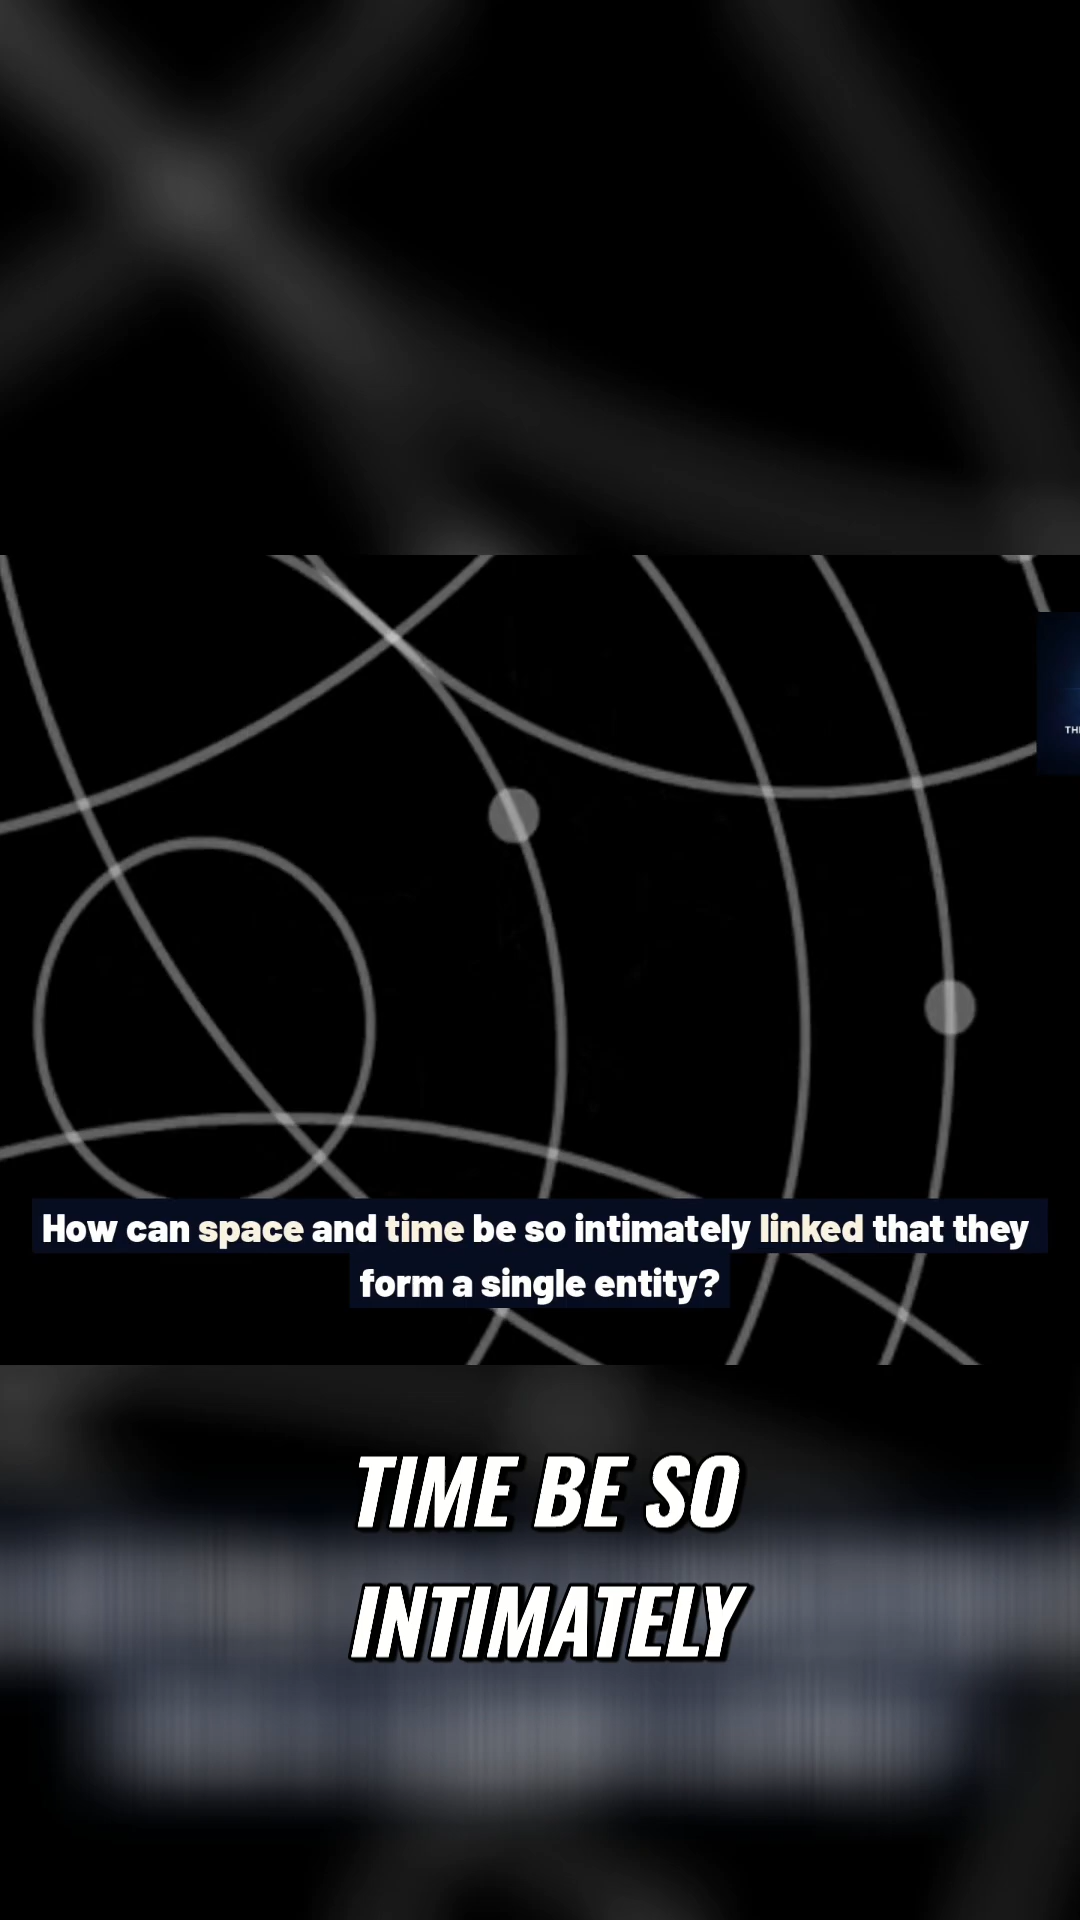 How can space and time be so intimately linked that they
form a single entity?
TIME BE SO
INTIMATELY